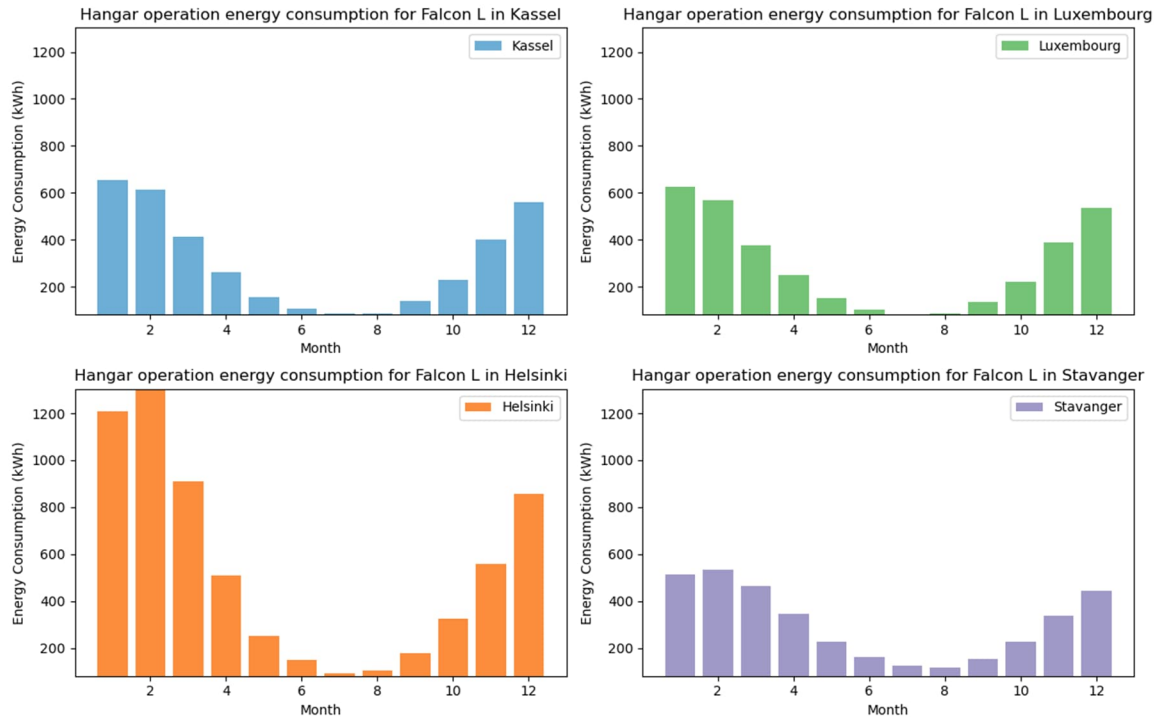 Hangar operation energy consumption for Falcon L in Kassel
Kassel
Energy Consumption (kWh)
1200
1000
800
600
400
200
2 4 6 8 10 12
Month
Hangar operation energy consumption for Falcon L in Luxembourg
Luxembourg
Energy Consumption (kWh)
1200
1000
800
600
400
200
2 4 6 8 10 12
Month
Hangar operation energy consumption for Falcon L in Helsinki
Helsinki
Energy Consumption (kWh)
1200
1000
800
600
400
200
2 4 6 8 10 12
Month
Hangar operation energy consumption for Falcon L in Stavanger
Stavanger
Energy Consumption (kWh)
1200
1000
800
600
400
200
2 4 6 8 10 12
Month